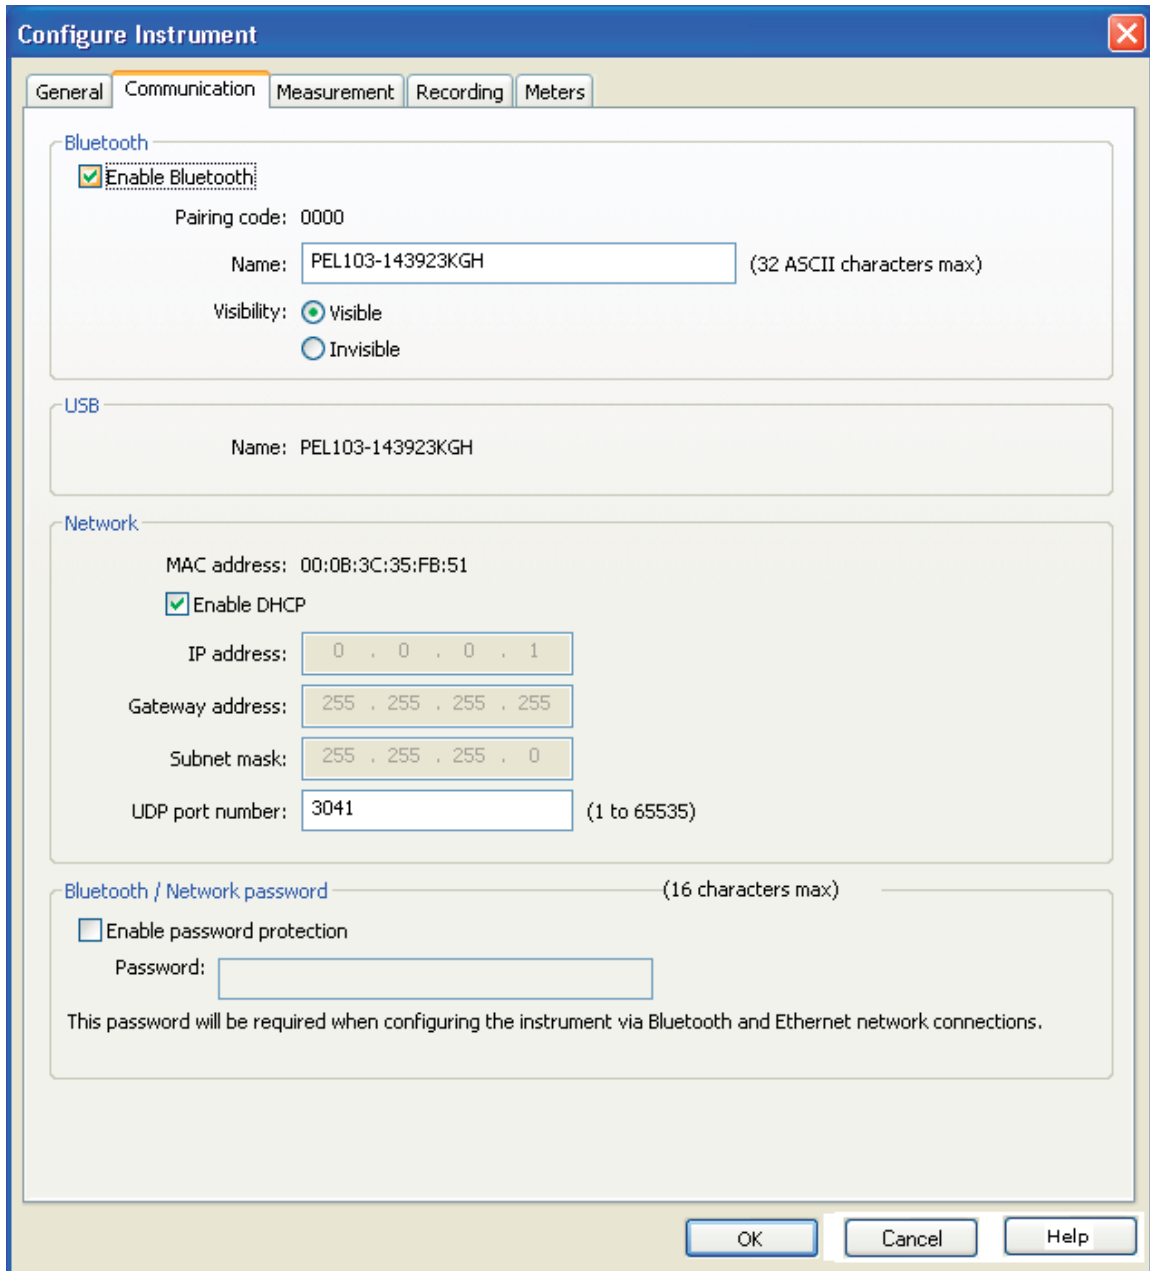 Configure Instrument
General Communication Measurement Recording Meters
Bluetooth
Enable Bluetooth
Pairing code: 0000
Name: PEL103-143923KGH (32 ASCII characters max)
Visibility: Visible
Invisible
USB
Name: PEL103-143923KGH
Network
MAC address: 00:0B:3C:35:FB:51
Enable DHCP
IP address: 0 . 0 . 0 . 1
Gateway address: 255 . 255 . 255 . 255
Subnet mask: 255 . 255 . 255 . 0
UDP port number: 3041 (1 to 65535)
Bluetooth / Network password (16 characters max)
Enable password protection
Password:
This password will be required when configuring the instrument via Bluetooth and Ethernet network connections.
OK Cancel Help